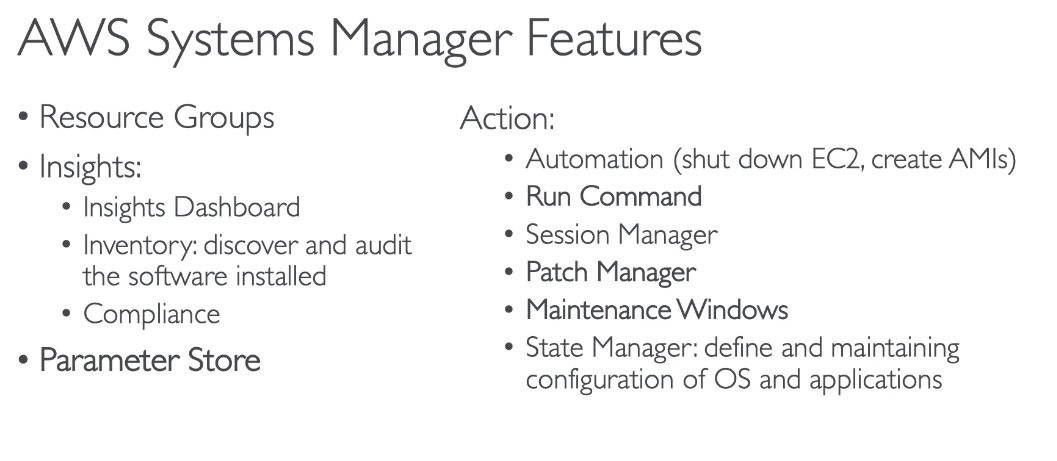 AWS Systems Manager Features
• Resource Groups
• Insights:
• Insights Dashboard
• Inventory: discover and audit
the software installed
• Compliance
• Parameter Store
Action:
• Automation (shut down EC2, create AMIs)
• Run Command
• Session Manager
• Patch Manager
• Maintenance Windows
• State Manager: define and maintaining
configuration of OS and applications